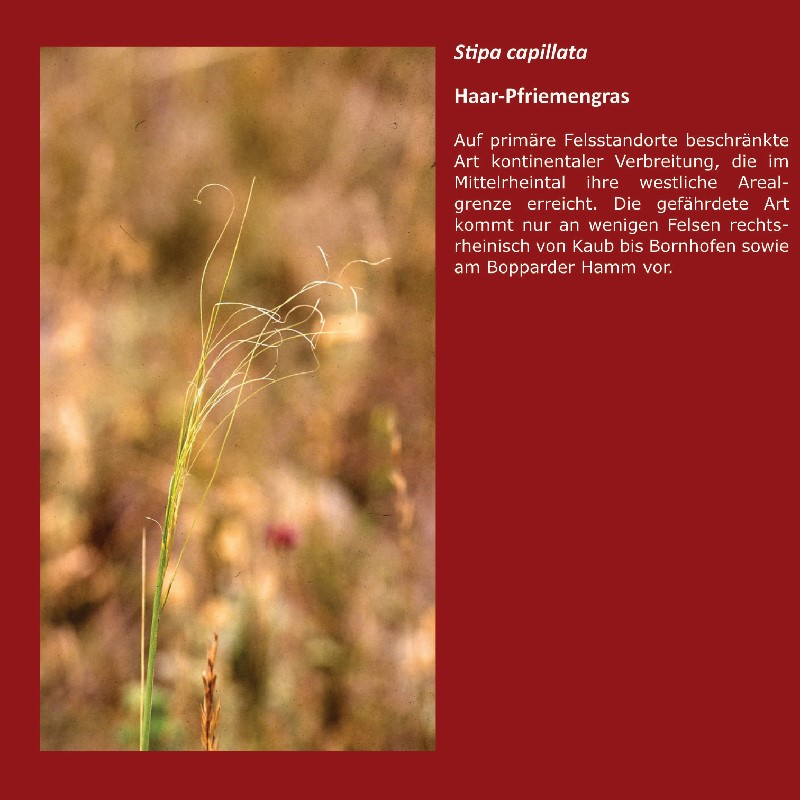 Stipa capillata
Haar-Pfriemengras
Auf primäre Felsstandorte beschränkte
Art kontinentaler Verbreitung, die im
Mittelrheintal ihre westliche Areal-
grenze erreicht. Die gefährdete Art
kommt nur an wenigen Felsen rechts-
rheinisch von Kaub bis Bornhofen sowie
am Bopparder Hamm vor.